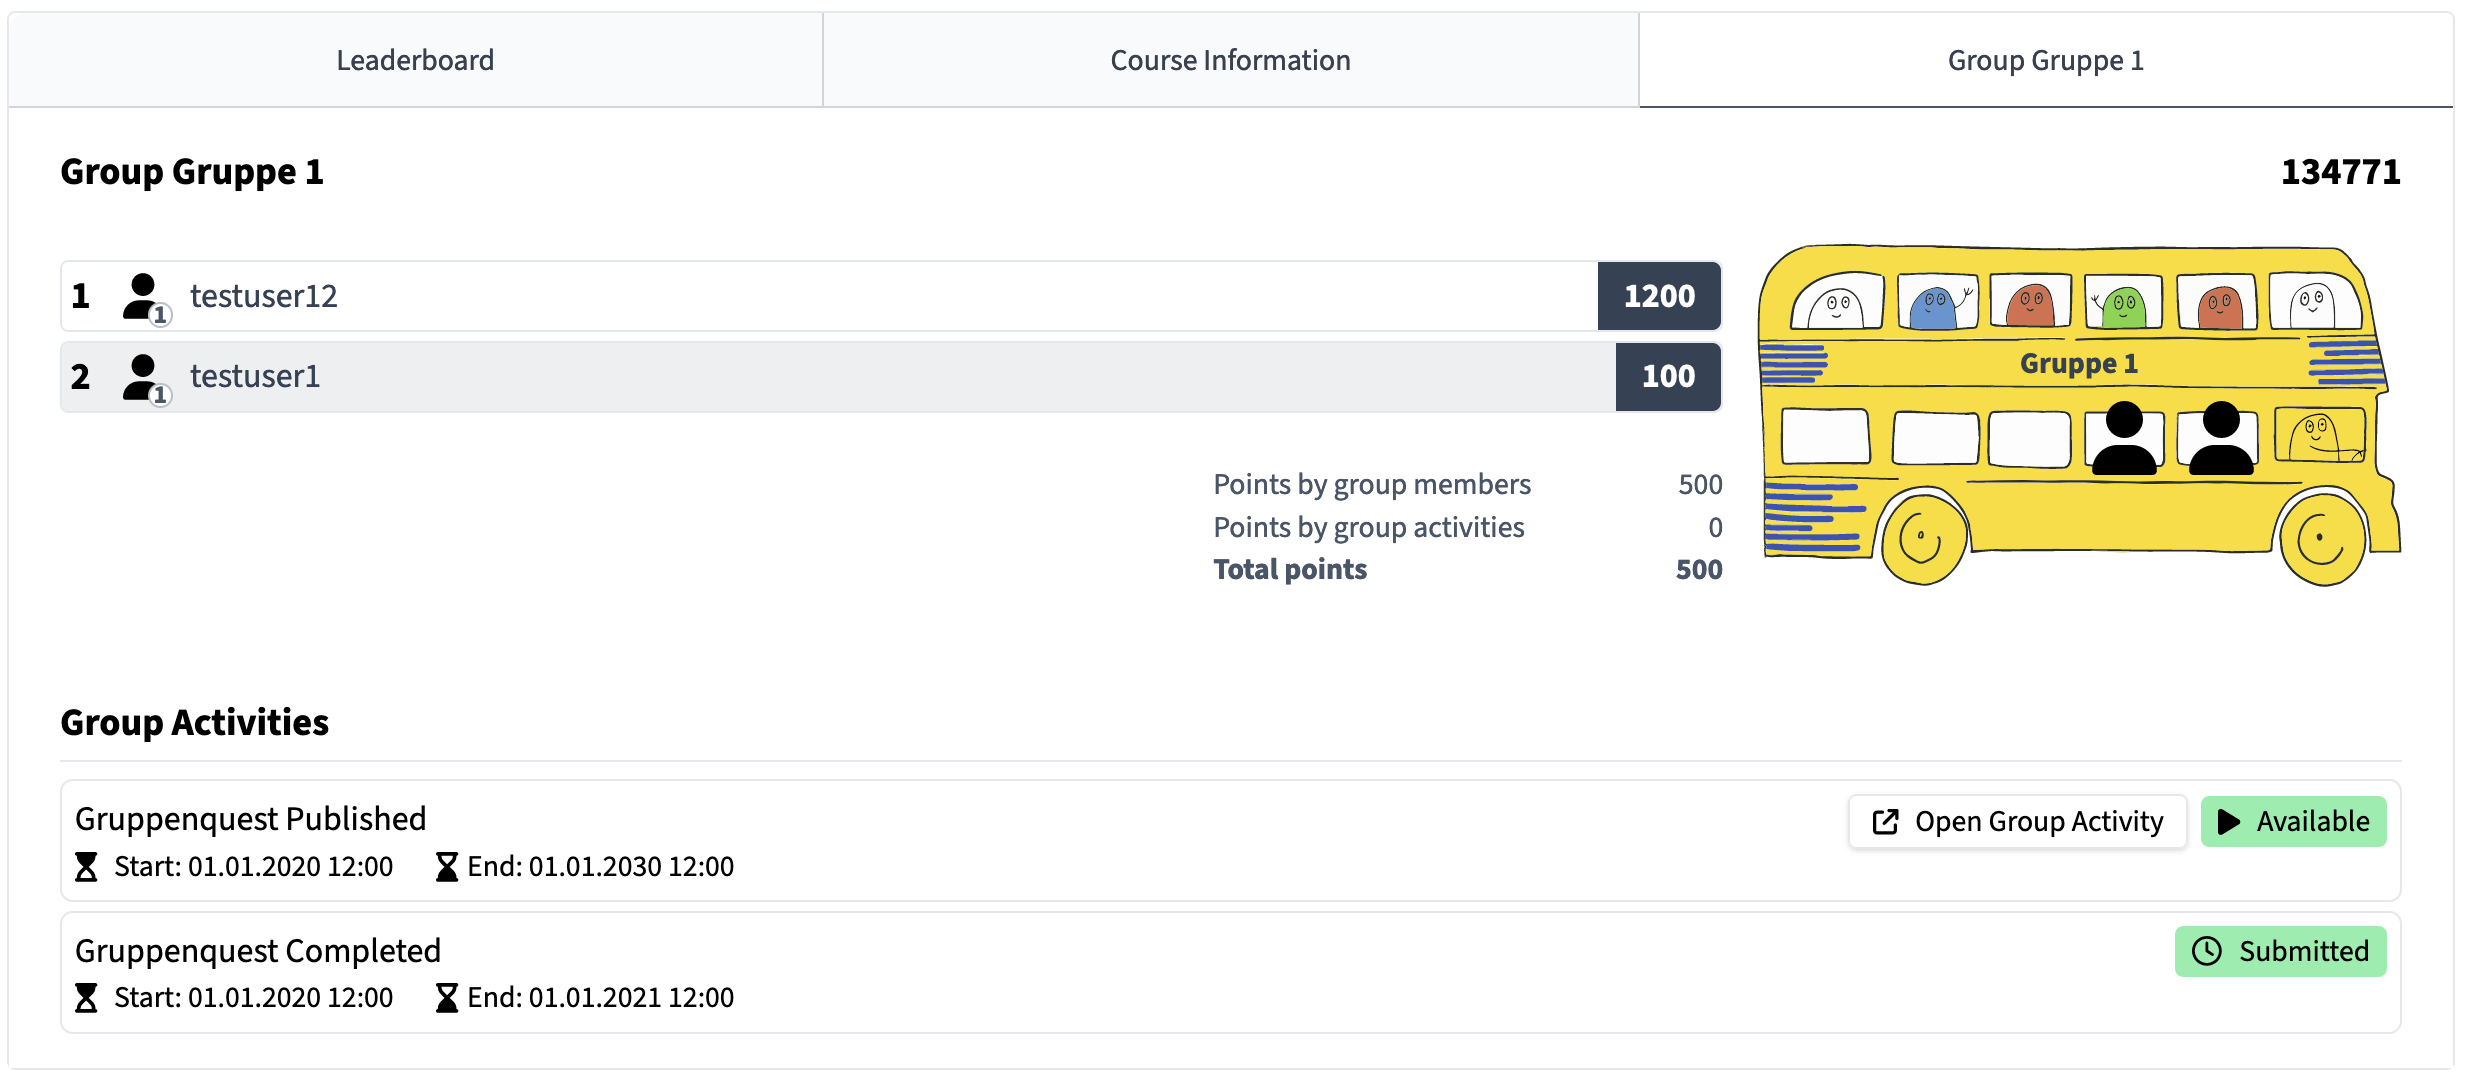 Leaderboard
Course Information
Group Gruppe 1
Group Gruppe 1
134771
1 1 testuser12 1200
2 1 testuser1 100
Gruppe 1
Points by group members 500
Points by group activities 0
Total points 500
Group Activities
Gruppenquest Published
Open Group Activity
Available
Start: 01.01.2020 12:00 End: 01.01.2030 12:00
Gruppenquest Completed
Submitted
Start: 01.01.2020 12:00 End: 01.01.2021 12:00